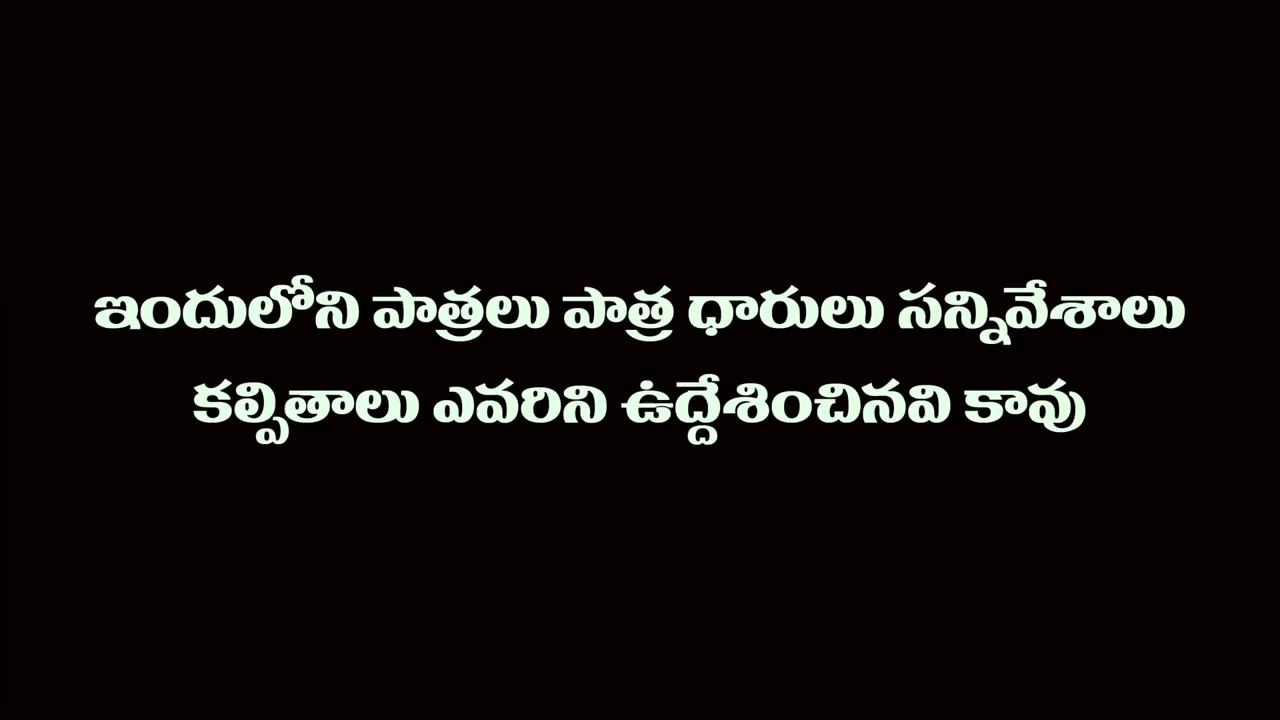 ఇందులోని పాత్రలు పాత్ర ధారులు సన్నివేశాలు
కల్పితాలు ఎవరిని ఉద్దేశించినవి కావు